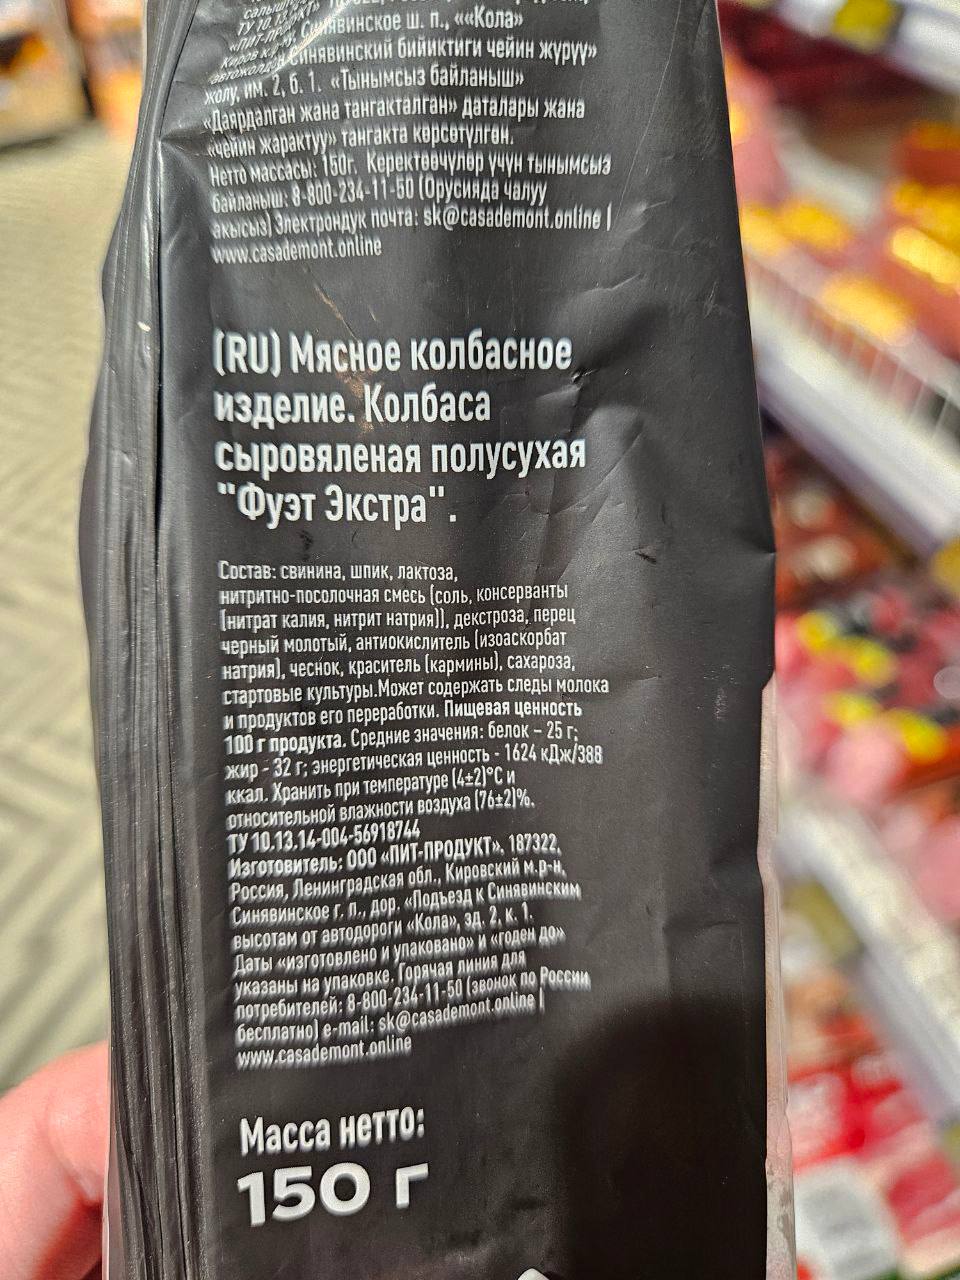 ТУ 10.13.
«ПИТ-ПРОДУКТ»
Синявинское ш. п., ««Кола»
Синявинский бийиктиги чейин жүрүү»
жолу, им. 2, б. 1. «Тынымсыз байланыш»
«Даярдалган жана тангакталган» даталары жана
«чейин жарактуу» тангакта көрсөтүлгөн.
Нетто массасы: 150г. Керектөөчүлөр үчүн тынымсыз
байланыш: 8-800-234-11-50 (Орусияда чалуу
акысыз) Электрондук почта: sk@casademont.online |
www.casademont.online
(RU) Мясное колбасное
изделие. Колбаса
сыровяленая полусухая
"Фуэт Экстра".
Состав: свинина, шпик, лактоза,
нитритно-посолочная смесь (соль, консерванты
(нитрат калия, нитрит натрия)), декстроза, перец
черный молотый, антиокислитель (изоаскорбат
натрия), чеснок, краситель (кармины), сахароза,
стартовые культуры.Может содержать следы молока
и продуктов его переработки. Пищевая ценность
100 г продукта. Средние значения: белок – 25 г;
жир - 32 г; энергетическая ценность - 1624 кДж/388
ккал. Хранить при температуре (4±2)°С и
относительной влажности воздуха (76±2)%.
ТУ 10.13.14-004-56918744
Изготовитель: ООО «ПИТ-ПРОДУКТ», 187322,
Россия, Ленинградская обл., Кировский м.р-н,
Синявинское г. п., дор. «Подъезд к Синявинским
высотам от автодороги «Кола», зд. 2, к. 1.
Даты «изготовлено и упаковано» и «годен до»
указаны на упаковке. Горячая линия для
потребителей: 8-800-234-11-50 (звонок по России
бесплатно) e-mail: sk@casademont.online |
www.casademont.online
Масса нетто:
150 г